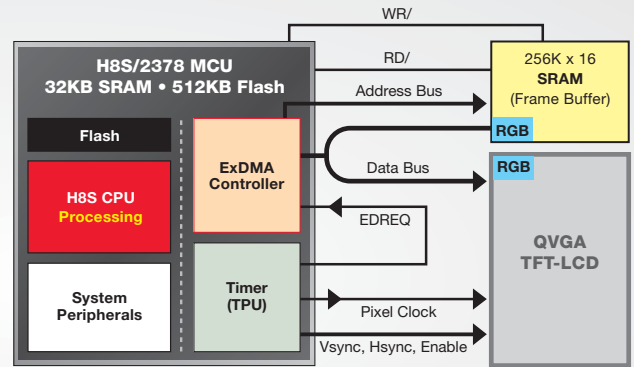 WR/
H8S/2378 MCU
32KB SRAM • 512KB Flash
RD/
256K x 16
SRAM
(Frame Buffer)
Address Bus
RGB
Flash
ExDMA
Controller
Data Bus
RGB
H8S CPU
Processing
EDREQ
QVGA
TFT-LCD
System
Peripherals
Timer
(TPU)
Pixel Clock
Vsync, Hsync, Enable